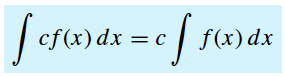 ∫ cf(x) dx = c ∫ f(x) dx